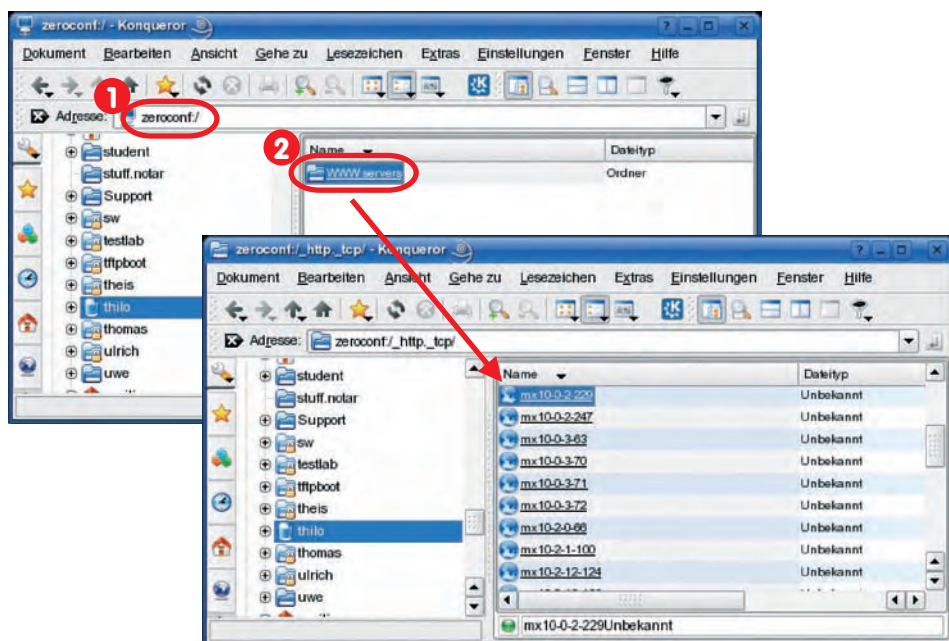 zeroconf:/ - Konqueror
Dokument Bearbeiten Ansicht Gehe zu Lesezeichen Extras Einstellungen Fenster Hilfe
1
Adresse: zeroconf:/
2
Name Dateityp
student
WWW servers Ordner
stuff.notar
Support
sw
testlab
tftpboot
theis
thilo
thomas
ulrich
uwe
zeroconf:/_http._tcp/ - Konqueror
Dokument Bearbeiten Ansicht Gehe zu Lesezeichen Extras Einstellungen Fenster Hilfe
Adresse: zeroconf:/_http._tcp/
Name Dateityp
student
stuff.notar
Support
sw
testlab
tftpboot
theis
thilo
thomas
ulrich
uwe
mx10-0-2-229 Unbekannt
mx10-0-2-247 Unbekannt
mx10-0-3-63 Unbekannt
mx10-0-3-70 Unbekannt
mx10-0-3-71 Unbekannt
mx10-0-3-72 Unbekannt
mx10-2-0-66 Unbekannt
mx10-2-1-100 Unbekannt
mx10-2-12-124 Unbekannt
mx10-0-2-229Unbekannt